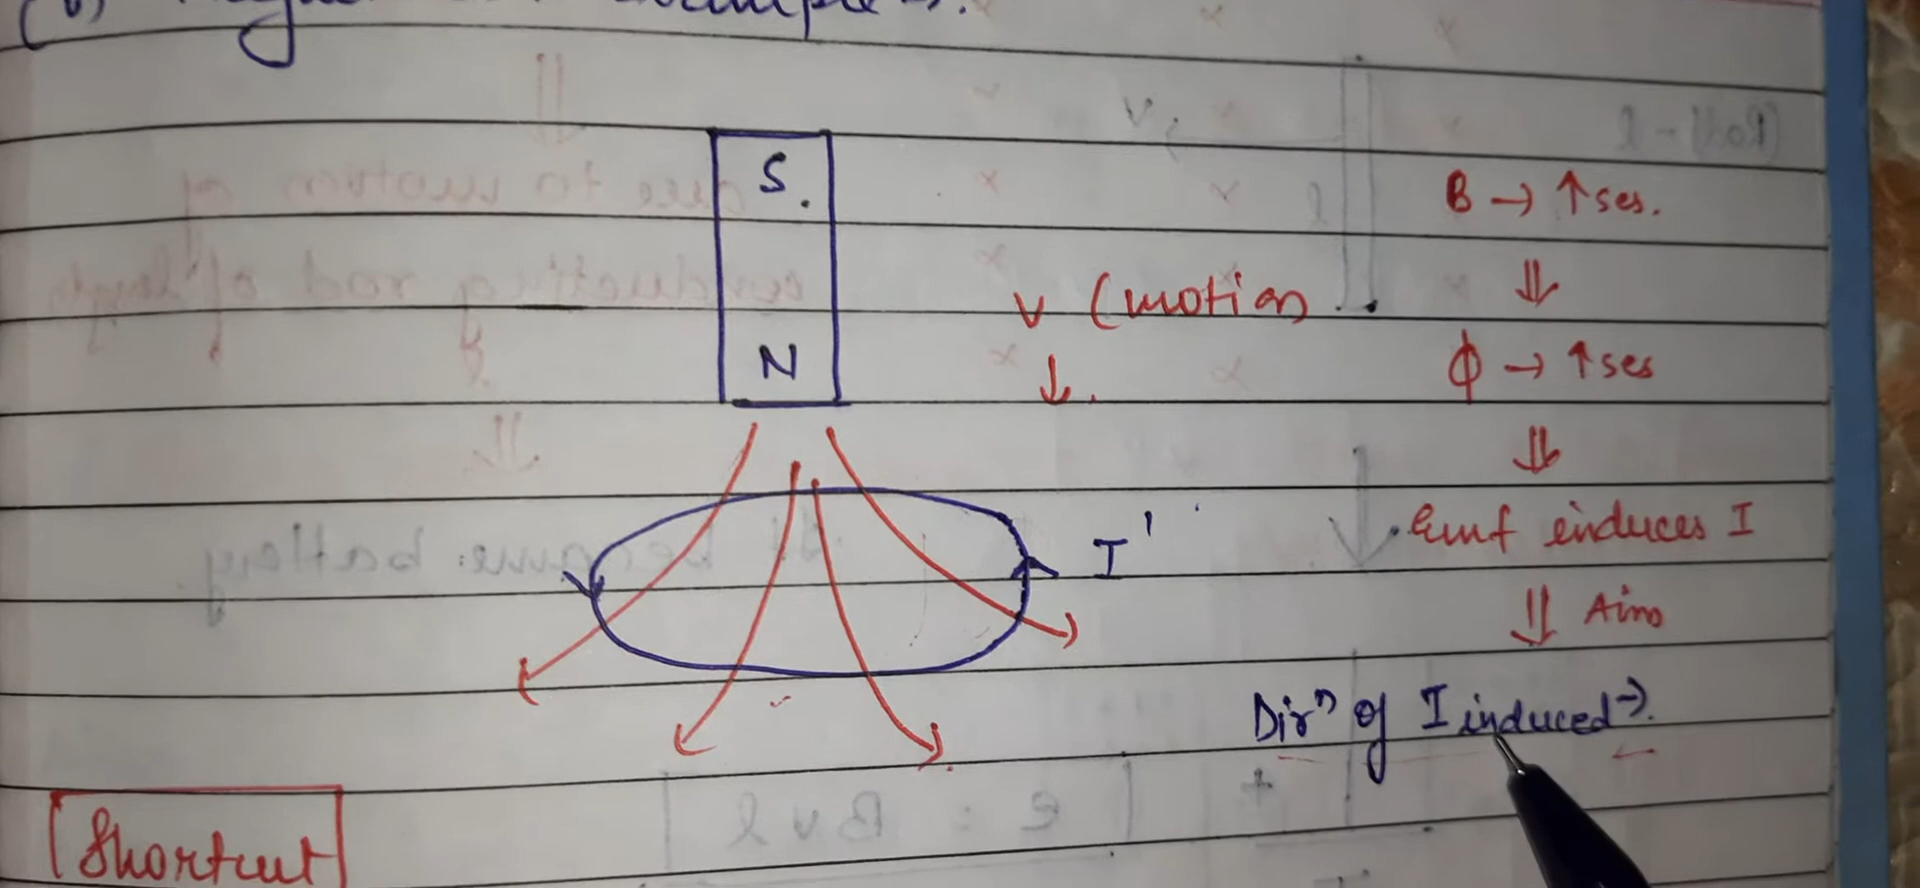 S.
N
V (motion
↓.
B → ↑ses.
⇓
ϕ → ↑ses
⇓
Emf induces I
⇓ Aim
I'
Dirⁿ of I induced →.
Shortcut